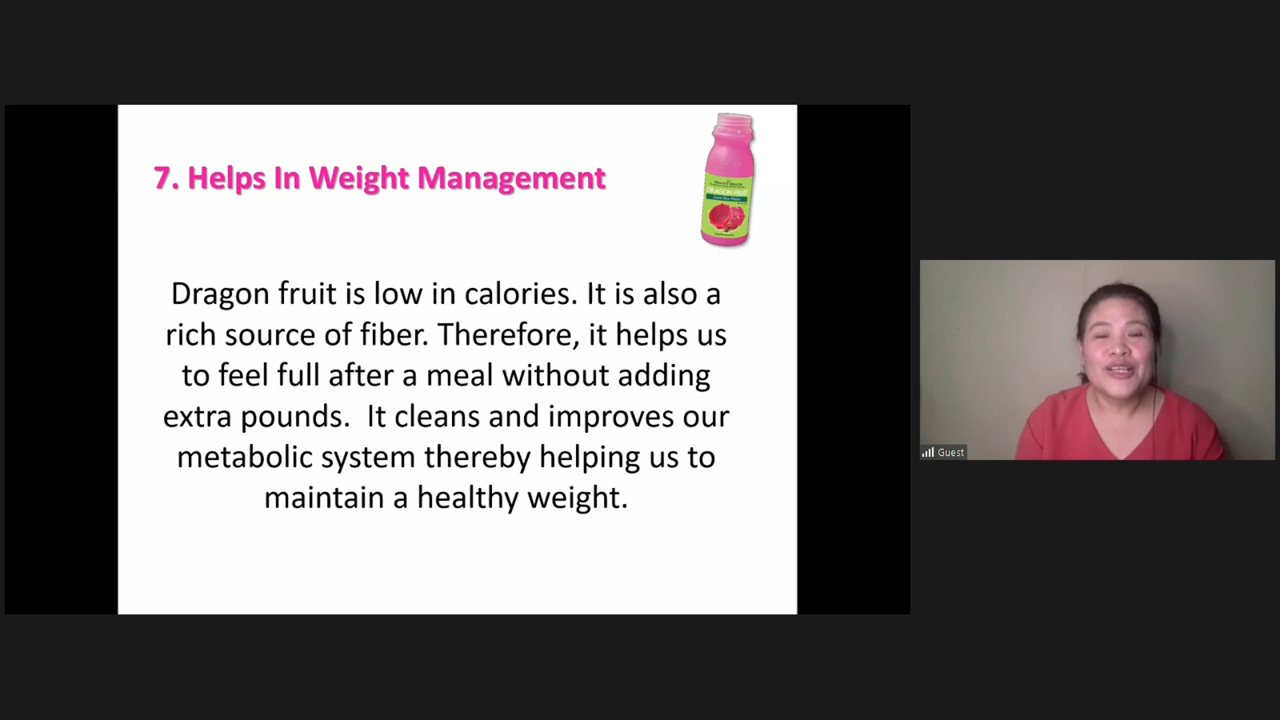 7. Helps In Weight Management
DRAGON FRUIT
Dragon fruit is low in calories. It is also a
rich source of fiber. Therefore, it helps us
to feel full after a meal without adding
extra pounds.  It cleans and improves our
metabolic system thereby helping us to
maintain a healthy weight.
Guest